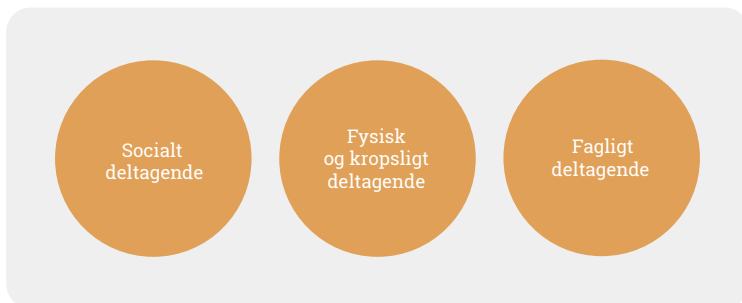 Socialt
deltagende
Fysisk
og kropsligt
deltagende
Fagligt
deltagende